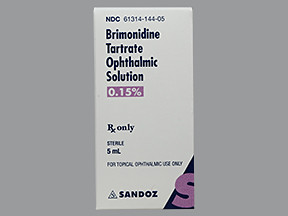 NDC 61314-144-05
Brimonidine
Tartrate
Ophthalmic
Solution
0.15%
Rx only
STERILE
5 mL
FOR TOPICAL OPHTHALMIC USE ONLY
SANDOZ
S